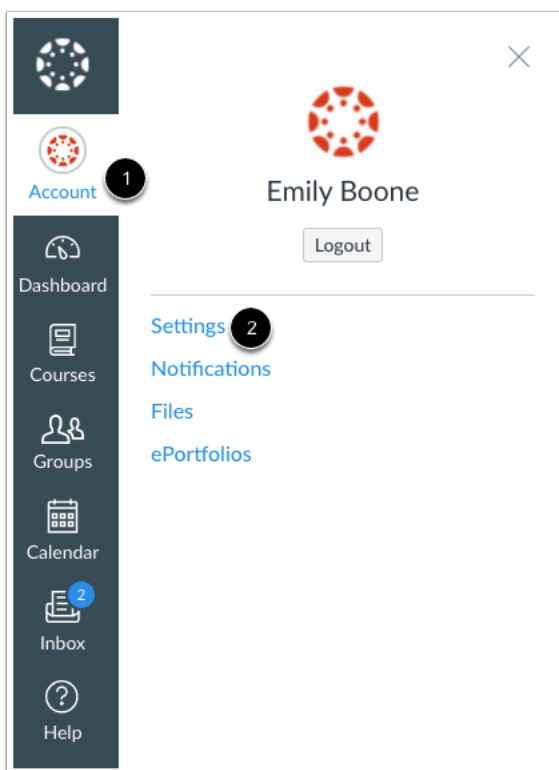 Account
1
Dashboard
Courses
Groups
Calendar
2
Inbox
Help
Emily Boone
Logout
Settings 2
Notifications
Files
ePortfolios